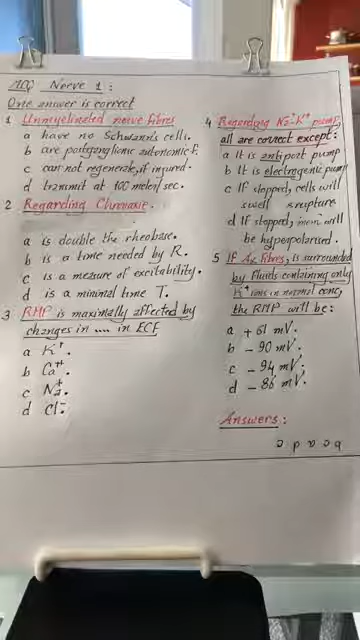 MCQ Nerve 1 :
One answer is correct
1 Unmyelinated nerve fibres
a have no Schwann's cells.
b are postganglionic autonomic f.
c can not regenerate, if injured.
d transmit at 100 meter/sec.
2 Regarding Chronaxie.
a is double the rheobase.
b is a time needed by R.
c is a measure of excitability.
d is a minimal time T.
3 RMP is maximally affected by
changes in .... in ECF
a K⁺.
b Ca⁺⁺.
c Na⁺.
d Cl⁻.
4 Regarding Na⁺-K⁺ pump,
all are correct except:
a It is antiport pump
b It is electrogenic pump
c If stopped, cells will
swell & rupture
d If stopped, mem will
be hyperpolarised.
5 If A fibres, is surrounded
by fluids containing only
K⁺ ions in normal conc,
the RMP will be:
a + 61 mV.
b - 90 mV.
c - 94 mV.
d - 86 mV.
Answers:
b c a d c